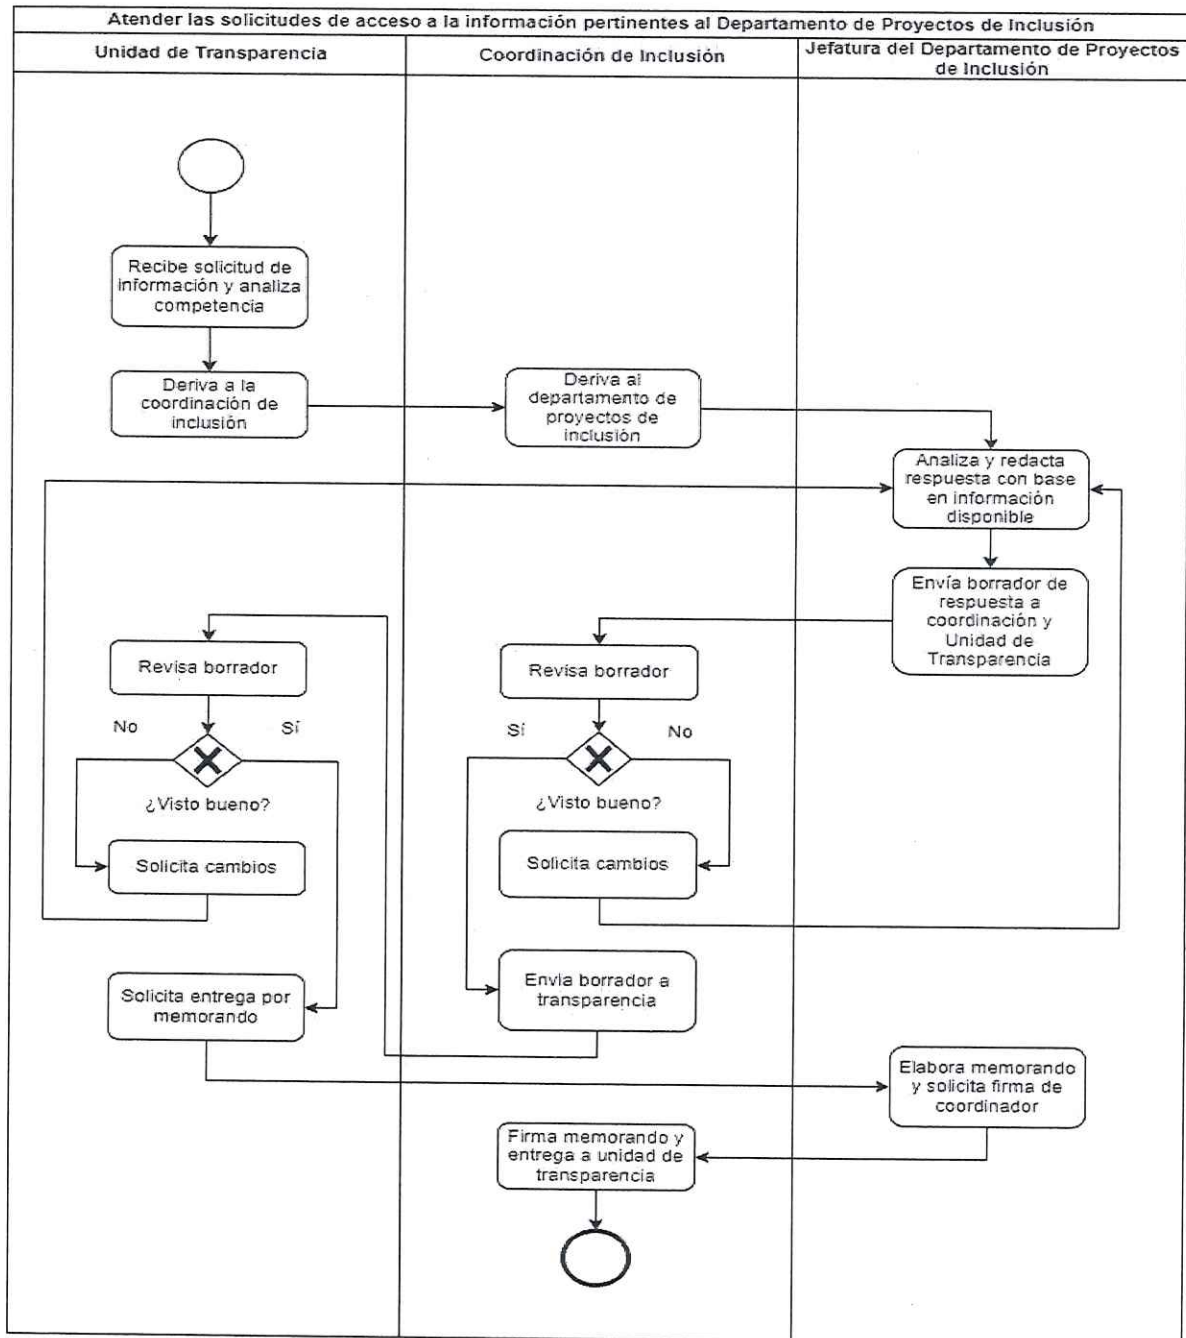 Atender las solicitudes de acceso a la información pertinentes al Departamento de Proyectos de Inclusión
Unidad de Transparencia
Coordinación de Inclusión
Jefatura del Departamento de Proyectos
de Inclusión
Recibe solicitud de
información y analiza
competencia
Deriva a la
coordinación de
inclusión
Deriva al
departamento de
proyectos de
inclusión
Analiza y redacta
respuesta con base
en información
disponible
Envía borrador de
respuesta a
coordinación y
Unidad de
Transparencia
Revisa borrador
No
Sí
¿Visto bueno?
Solicita cambios
Solicita entrega por
memorando
Revisa borrador
Sí
No
¿Visto bueno?
Solicita cambios
Envía borrador a
transparencia
Elabora memorando
y solicita firma de
coordinador
Firma memorando y
entrega a unidad de
transparencia